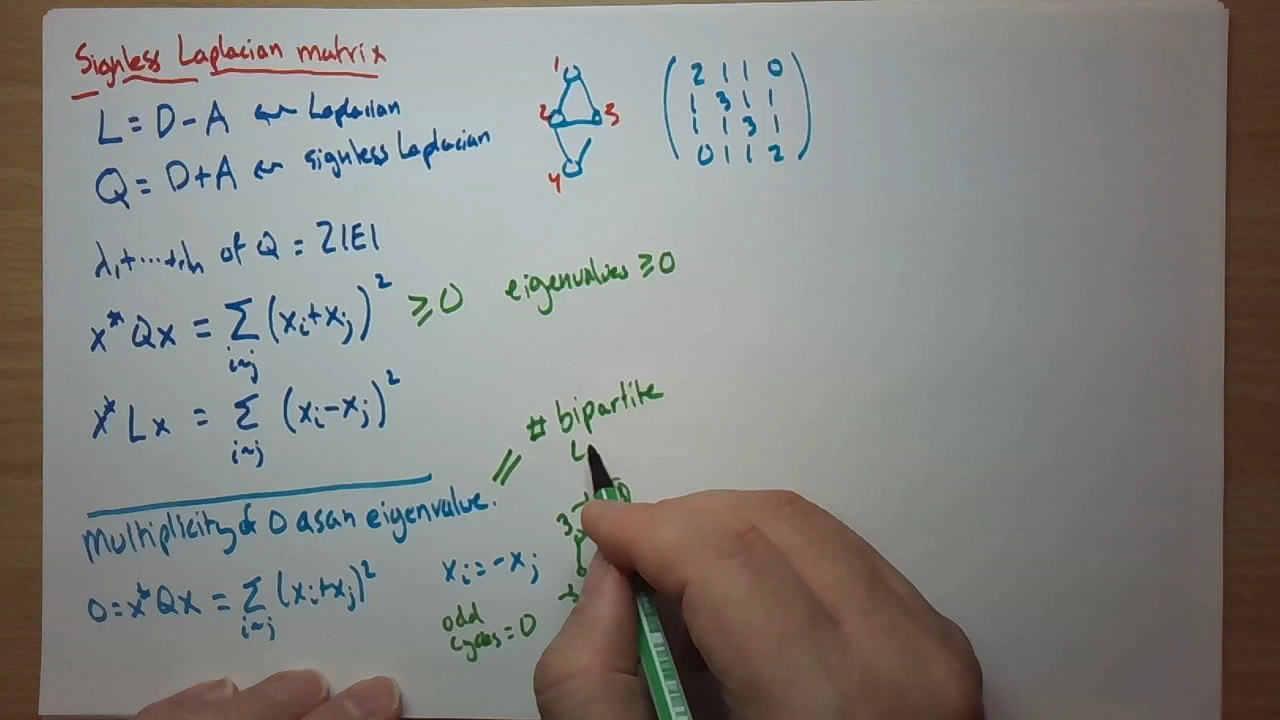 Signless Laplacian matrix
L = D - A ← Laplacian
Q = D + A ← signless Laplacian
λ₁+⋯+λₙ of Q = 2|E|
x*Qx = Σ (xᵢ+xⱼ)² ≥ 0 eigenvalues ≥ 0
i~j
x*Lx = Σ (xᵢ-xⱼ)²
i~j
multiplicity of 0 as an eigenvalue.
0 = x*Qx = Σ (xᵢ+xⱼ)²
i~j
1
2 3
4
2 1 1 0
1 3 1 1
1 1 3 1
0 1 1 2
= # bipartite
xᵢ = -xⱼ
odd
cycles = 0
3